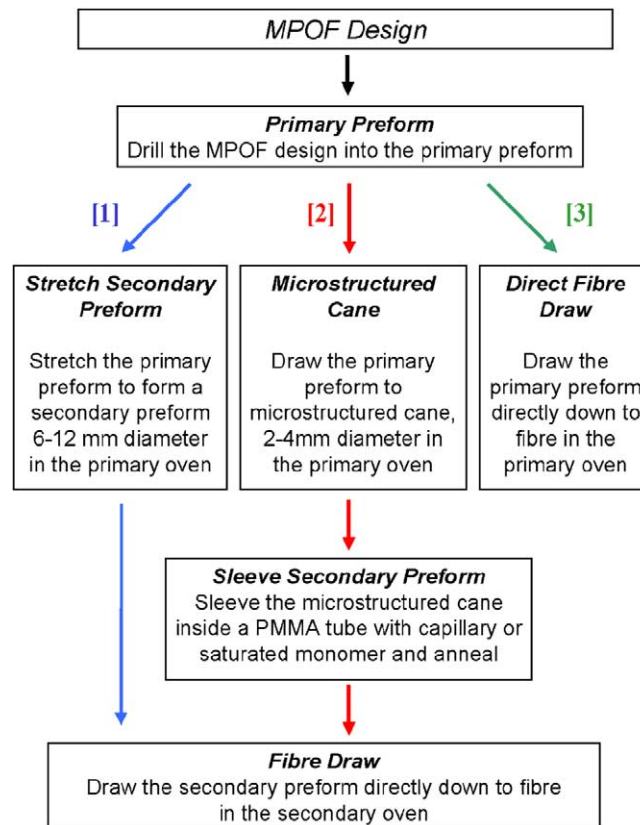 MPOF Design
Primary Preform
Drill the MPOF design into the primary preform
[1]
[2]
[3]
Stretch Secondary
Preform
Stretch the primary
preform to form a
secondary preform
6-12 mm diameter
in the primary oven
Microstructured
Cane
Draw the primary
preform to
microstructured cane,
2-4mm diameter in
the primary oven
Direct Fibre
Draw
Draw the
primary preform
directly down to
fibre in the
primary oven
Sleeve Secondary Preform
Sleeve the microstructured cane
inside a PMMA tube with capillary or
saturated monomer and anneal
Fibre Draw
Draw the secondary preform directly down to fibre
in the secondary oven